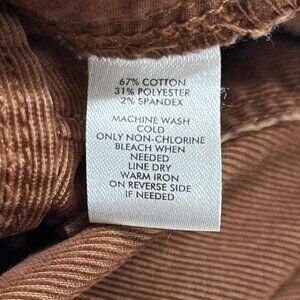 67% COTTON
31% POLYESTER
2% SPANDEX
MACHINE WASH
COLD
ONLY NON-CHLORINE
BLEACH WHEN
NEEDED
LINE DRY
WARM IRON
ON REVERSE SIDE
IF NEEDED